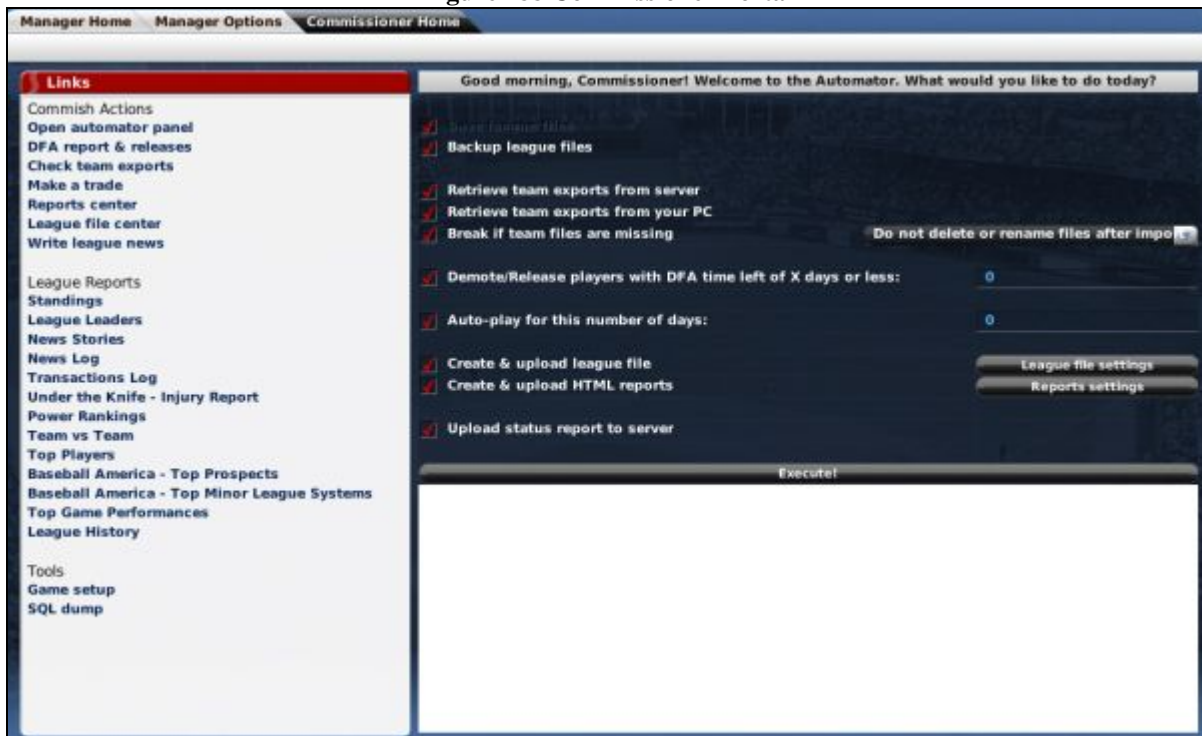 Manager Home Manager Options Commissioner Home
Links
Commish Actions
Open automator panel
DFA report & releases
Check team exports
Make a trade
Reports center
League file center
Write league news
League Reports
Standings
League Leaders
News Stories
News Log
Transactions Log
Under the Knife - Injury Report
Power Rankings
Team vs Team
Top Players
Baseball America - Top Prospects
Baseball America - Top Minor League Systems
Top Game Performances
League History
Tools
Game setup
SQL dump
Good morning, Commissioner! Welcome to the Automator. What would you like to do today?
Save league files
Backup league files
Retrieve team exports from server
Retrieve team exports from your PC
Break if team files are missing Do not delete or rename files after impo
Demote/Release players with DFA time left of X days or less: 0
Auto-play for this number of days: 0
Create & upload league file League file settings
Create & upload HTML reports Reports settings
Upload status report to server
Execute!